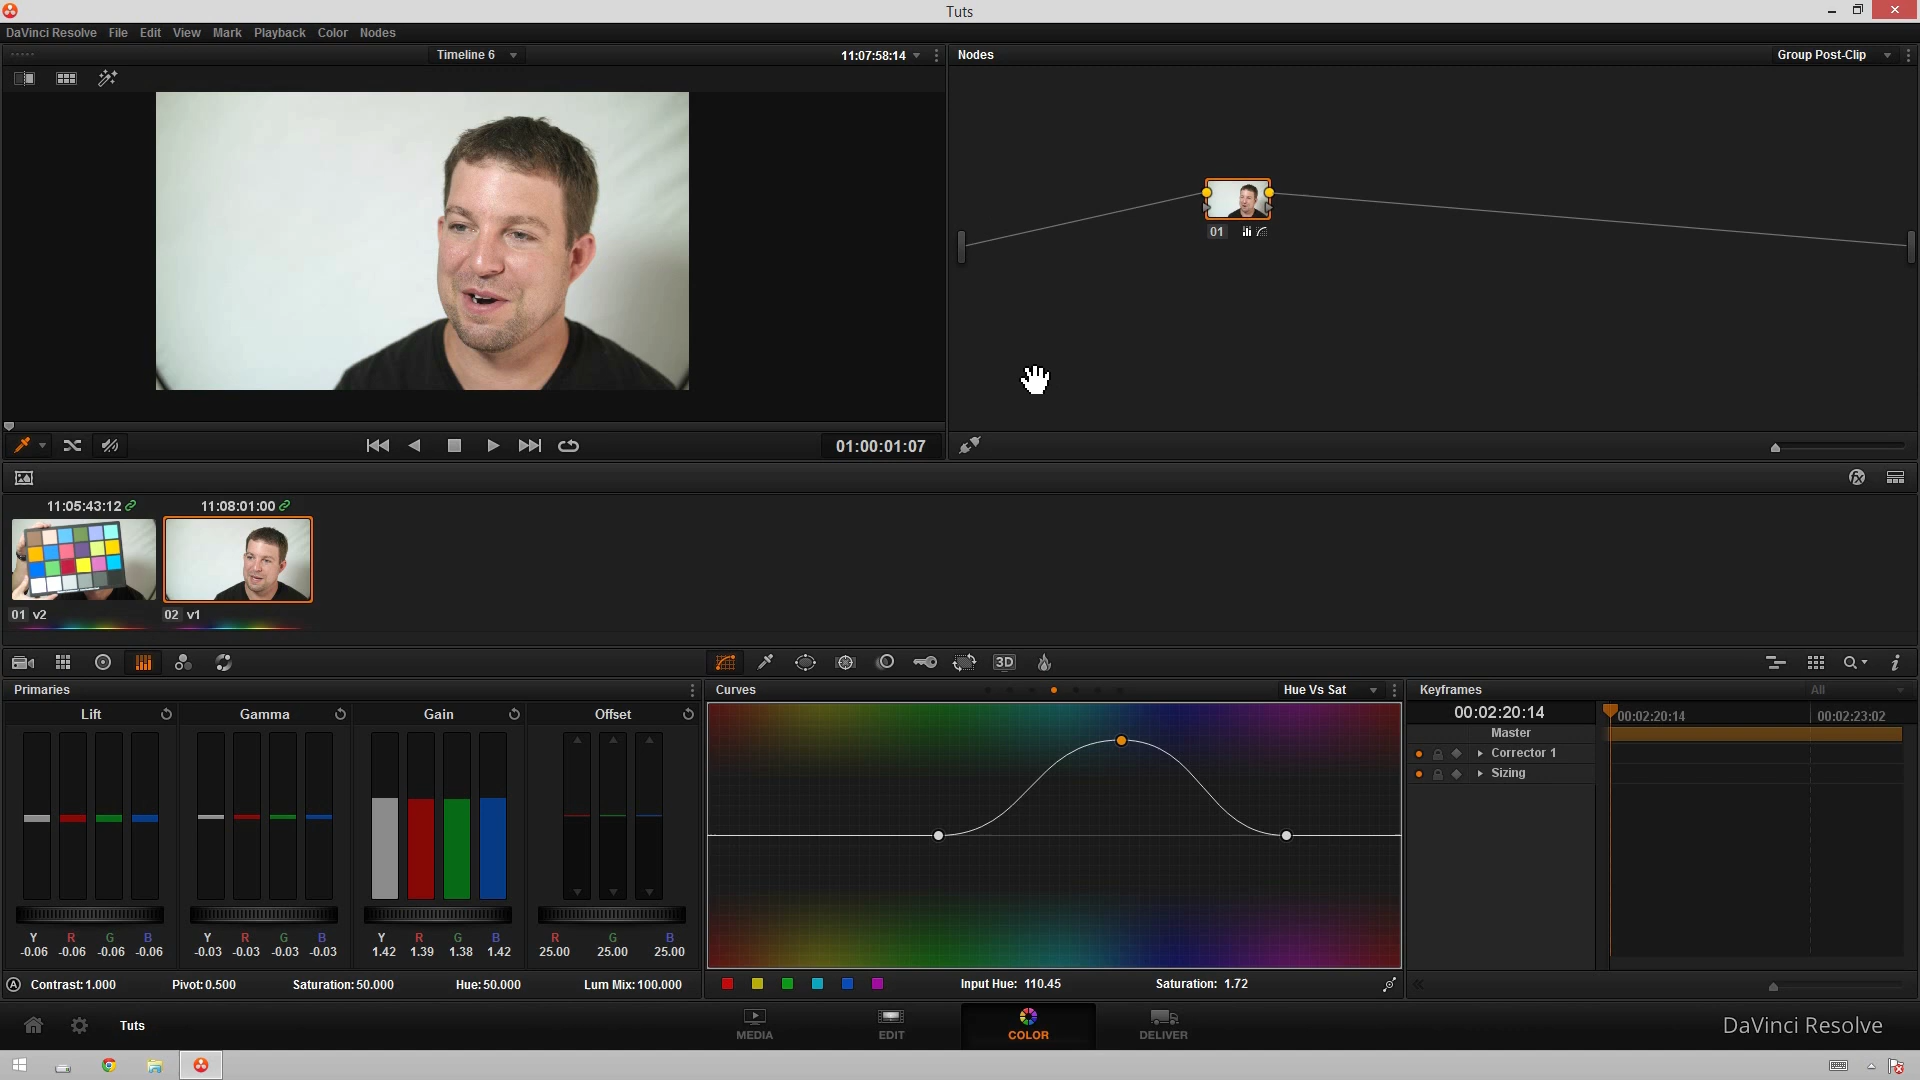 Tuts
DaVinci Resolve File Edit View Mark Playback Color Nodes
Timeline 6 11:07:58:14 Nodes Group Post-Clip
01
01:00:01:07
11:05:43:12 11:08:01:00
01 v2 02 v1
3D
Primaries Curves Hue Vs Sat Keyframes All
Lift Gamma Gain Offset 00:02:20:14 00:02:20:14 00:02:23:02
Master
Corrector 1
Sizing
Y R G B Y R G B Y R G B R G B
-0.06 -0.06 -0.06 -0.06 -0.03 -0.03 -0.03 -0.03 1.42 1.39 1.38 1.42 25.00 25.00 25.00
A Contrast:1.000 Pivot:0.500 Saturation:50.000 Hue:50.000 Lum Mix:100.000 Input Hue: 110.45 Saturation: 1.72
Tuts MEDIA EDIT COLOR DELIVER DaVinci Resolve